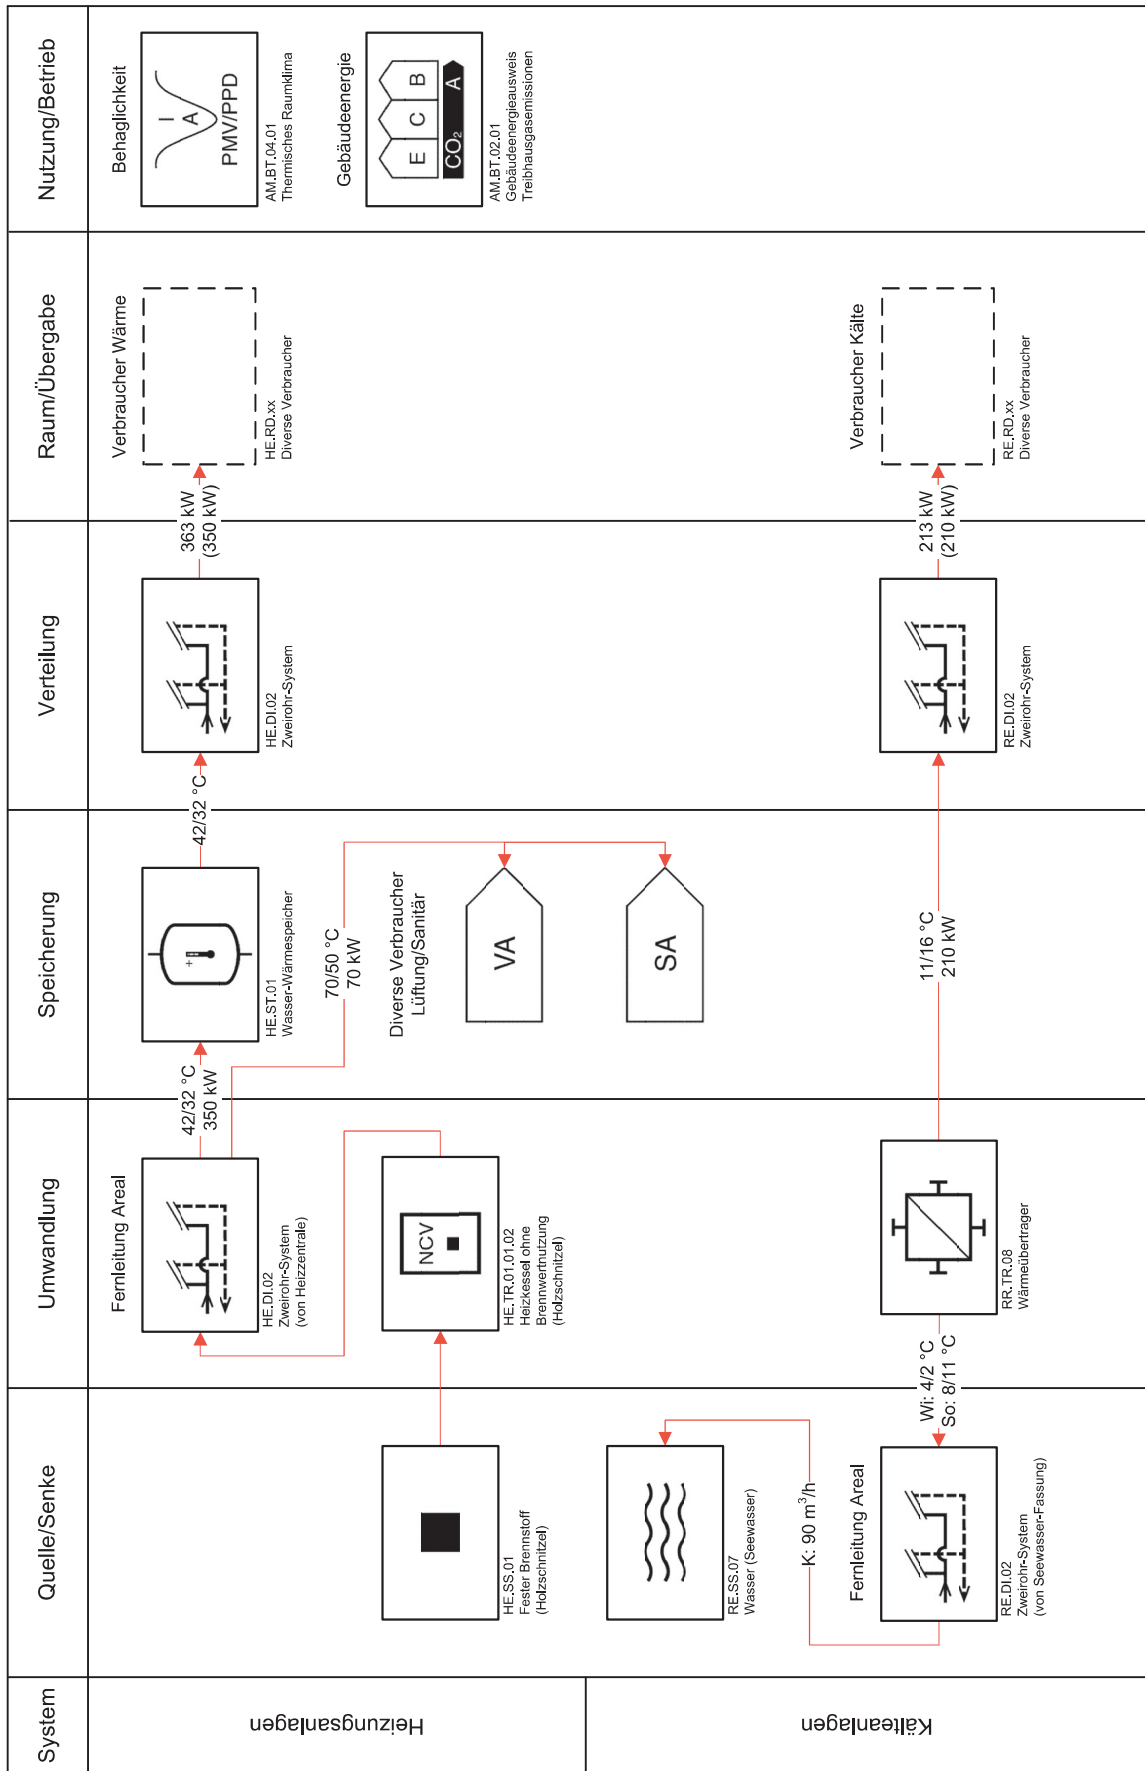 System
Quelle/Senke
Umwandlung
Speicherung
Verteilung
Raum/Übergabe
Nutzung/Betrieb
Heizungsanlagen
HE.SS.01
Fester Brennstoff
(Holzschnitzel)
Fernleitung Areal
HE.DI.02
Zweirohr-System
(von Heizzentrale)
NCV
HE.TR.01.01.02
Heizkessel ohne
Brennwertnutzung
(Holzschnitzel)
42/32 °C
350 kW
+
HE.ST.01
Wasser-Wärmespeicher
70/50 °C
70 kW
Diverse Verbraucher
Lüftung/Sanitär
VA
SA
42/32 °C
HE.DI.02
Zweirohr-System
363 kW
(350 kW)
Verbraucher Wärme
HE.RD.xx
Diverse Verbraucher
Behaglichkeit
I
A
PMV/PPD
AM.BT.04.01
Thermisches Raumklima
Gebäudeenergie
E C B
CO₂ A
AM.BT.02.01
Gebäudeenergieausweis
Treibhausgasemissionen
Kälteanlagen
RE.SS.07
Wasser (Seewasser)
K: 90 m³/h
Fernleitung Areal
RE.DI.02
Zweirohr-System
(von Seewasser-Fassung)
Wi: 4/2 °C
So: 8/11 °C
RR.TR.08
Wärmeübertrager
11/16 °C
210 kW
RE.DI.02
Zweirohr-System
213 kW
(210 kW)
Verbraucher Kälte
RE.RD.xx
Diverse Verbraucher